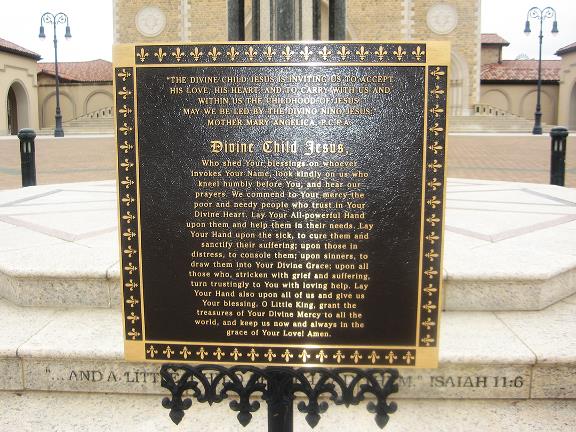 "THE DIVINE CHILD JESUS IS INVITING US TO ACCEPT
HIS LOVE, HIS HEART, AND TO CARRY WITH US AND
WITHIN US THE CHILDHOOD OF JESUS.
MAY WE BE LED BY THE DIVINO NIÑO JESUS."
MOTHER MARY ANGELICA, P.C.P.A.
Divine Child Jesus,
Who shed Your blessings on whoever
invokes Your Name, look kindly on us who
kneel humbly before You, and hear our
prayers. We commend to Your mercy the
poor and needy people who trust in Your
Divine Heart. Lay Your All-powerful Hand
upon them and help them in their needs. Lay
Your Hand upon the sick, to cure them and
sanctify their suffering; upon those in
distress, to console them; upon sinners, to
draw them into Your Divine Grace; upon all
those who, stricken with grief and suffering,
turn trustingly to You with loving help. Lay
Your Hand also upon all of us and give us
Your blessing. O Little King, grant the
treasures of Your Divine Mercy to all the
world, and keep us now and always in the
grace of Your Love! Amen.
"...AND A LITTLE M." ISAIAH 11:6